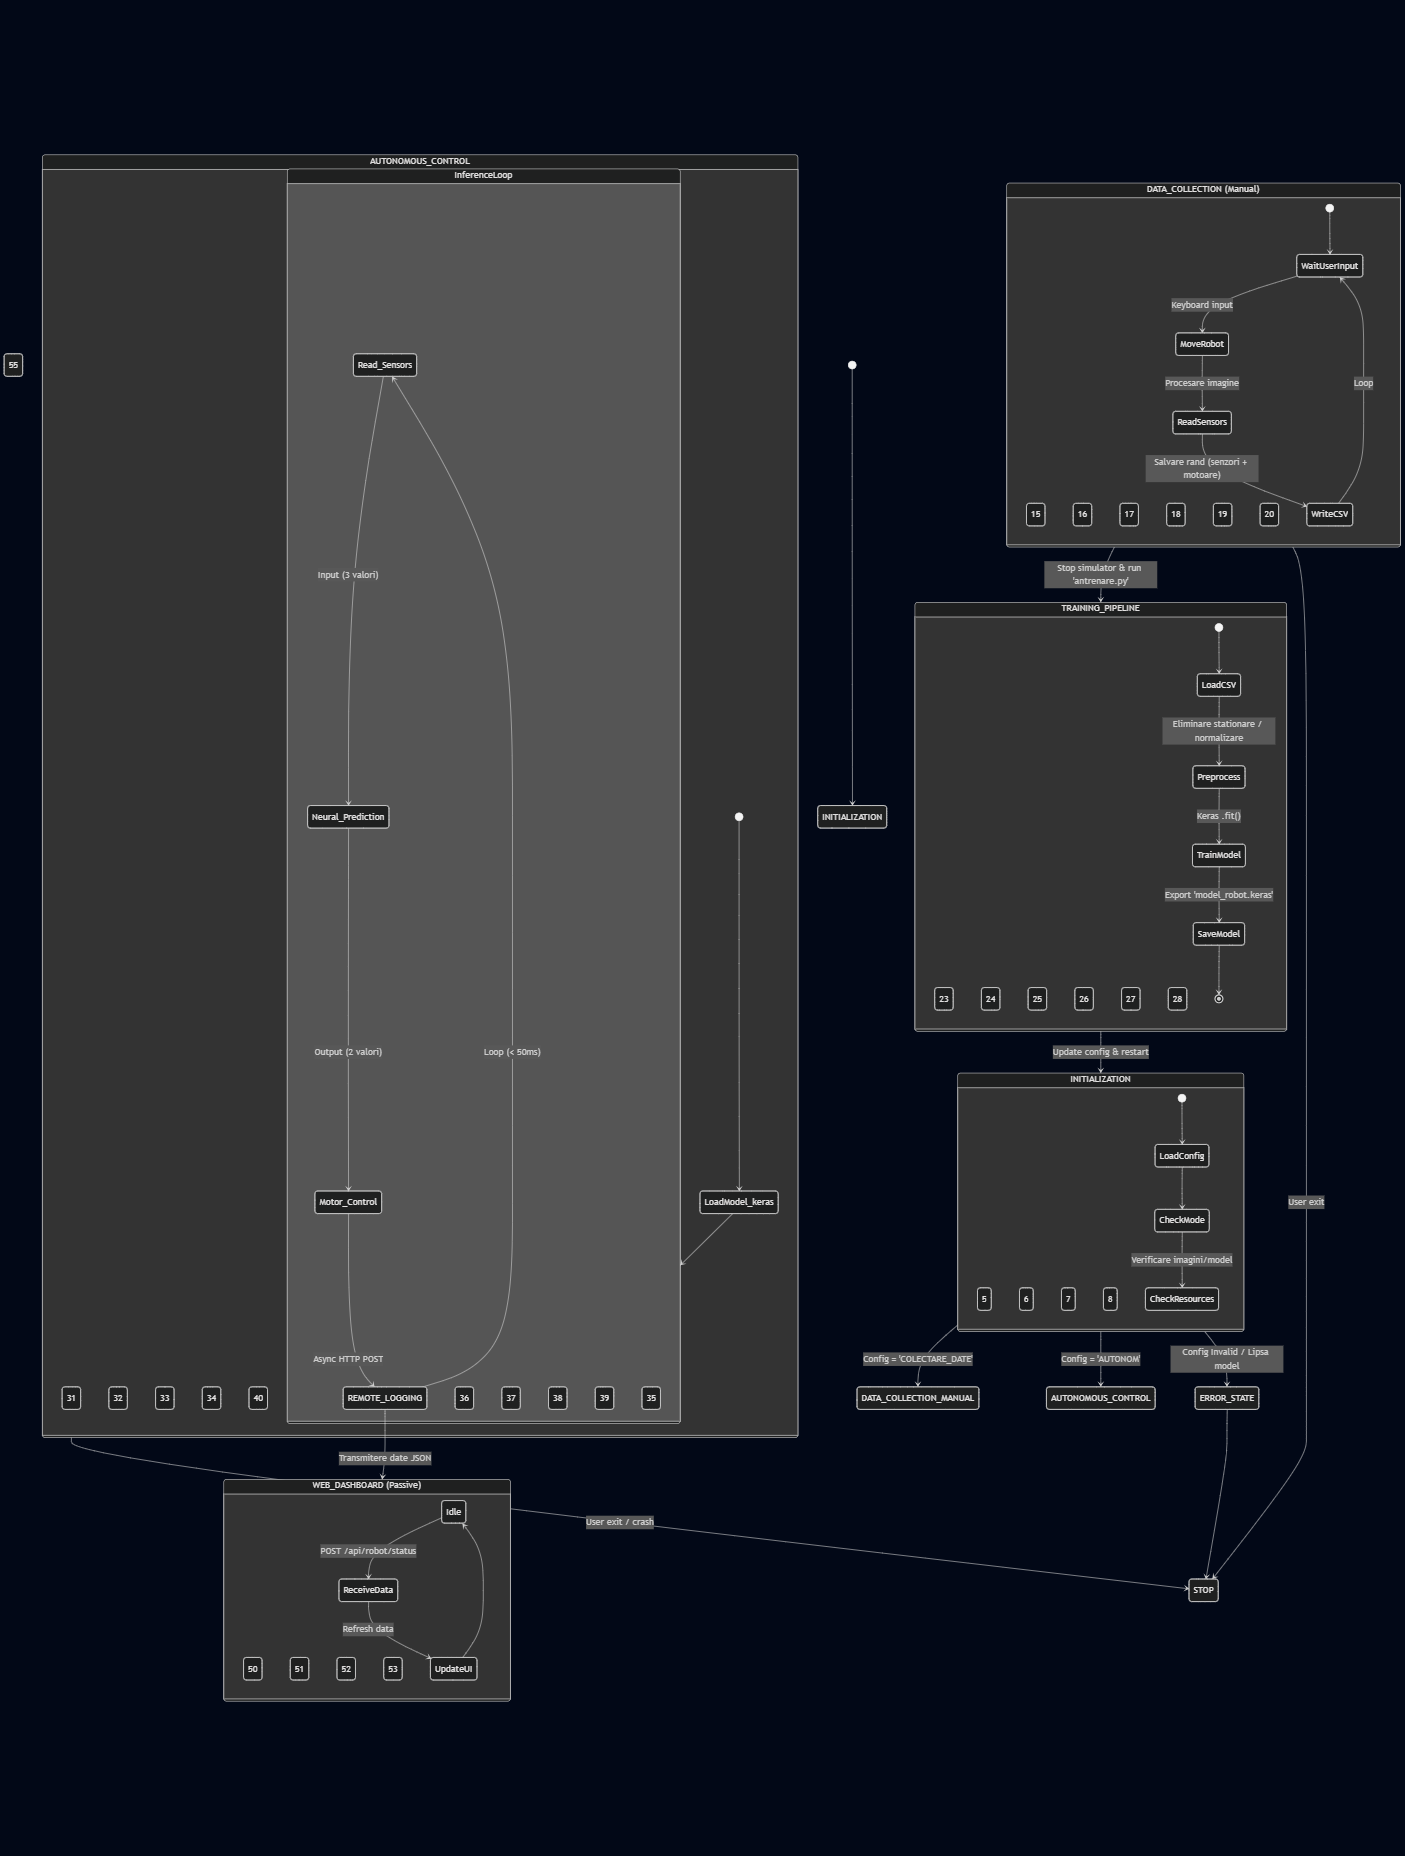 AUTONOMOUS_CONTROL
InferenceLoop
55
Read_Sensors
Input (3 valori)
Neural_Prediction
Output (2 valori)
Loop (< 50ms)
Motor_Control
LoadModel_keras
Async HTTP POST
31
32
33
34
40
REMOTE_LOGGING
36
37
38
39
35
Transmitere date JSON
WEB_DASHBOARD (Passive)
Idle
POST /api/robot/status
ReceiveData
Refresh data
50
51
52
53
UpdateUI
User exit / crash
INITIALIZATION
DATA_COLLECTION (Manual)
WaitUserInput
Keyboard input
MoveRobot
Procesare imagine
Loop
ReadSensors
Salvare rand (senzori +
motoare)
15
16
17
18
19
20
WriteCSV
Stop simulator & run
'antrenare.py'
TRAINING_PIPELINE
LoadCSV
Eliminare stationare /
normalizare
Preprocess
Keras .fit()
TrainModel
Export 'model_robot.keras'
SaveModel
23
24
25
26
27
28
Update config & restart
INITIALIZATION
LoadConfig
CheckMode
User exit
Verificare imagini/model
5
6
7
8
CheckResources
Config = 'COLECTARE_DATE'
Config = 'AUTONOM'
Config Invalid / Lipsa
model
DATA_COLLECTION_MANUAL
AUTONOMOUS_CONTROL
ERROR_STATE
STOP